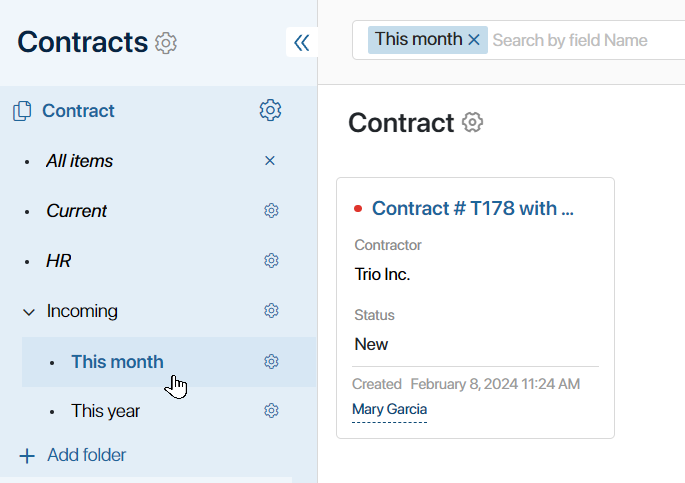 Contracts
Contract
All items
Current
HR
Incoming
This month
This year
Add folder
This month Search by field Name
Contract
Contract # T178 with ...
Contractor
Trio Inc.
Status
New
Created February 8, 2024 11:24 AM
Mary Garcia